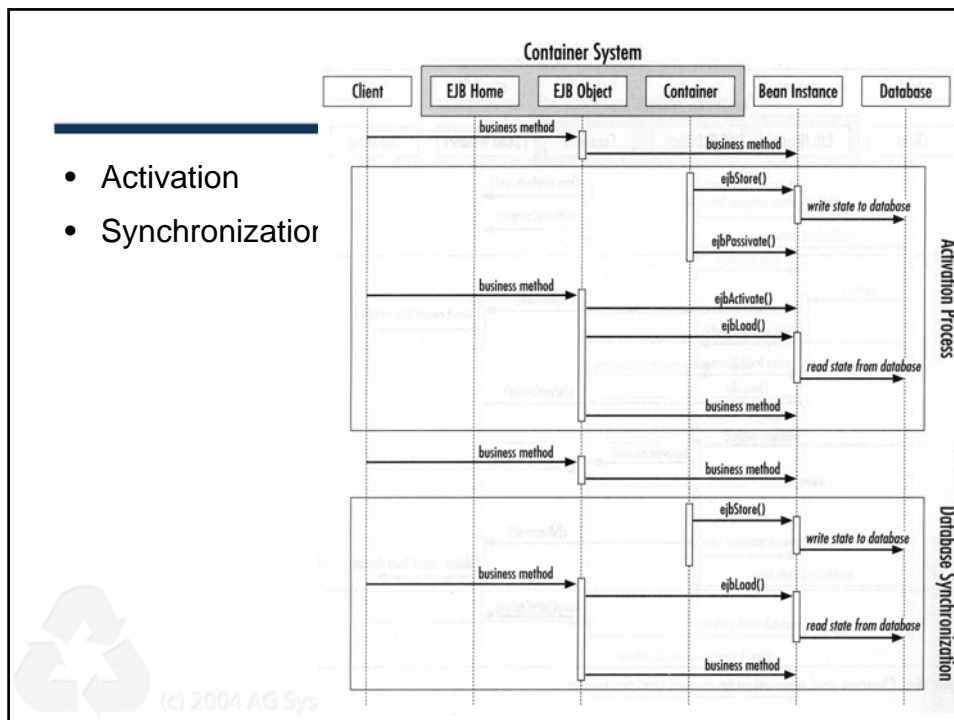 Container System
Client
EJB Home
EJB Object
Container
Bean Instance
Database
• Activation
• Synchronization
business method
business method
ejbStore()
write state to database
ejbPassivate()
business method
ejbActivate()
ejbLoad()
read state from database
business method
Activation Process
business method
business method
ejbStore()
write state to database
business method
ejbLoad()
read state from database
business method
Database Synchronization
(c) 2004 AG Sys